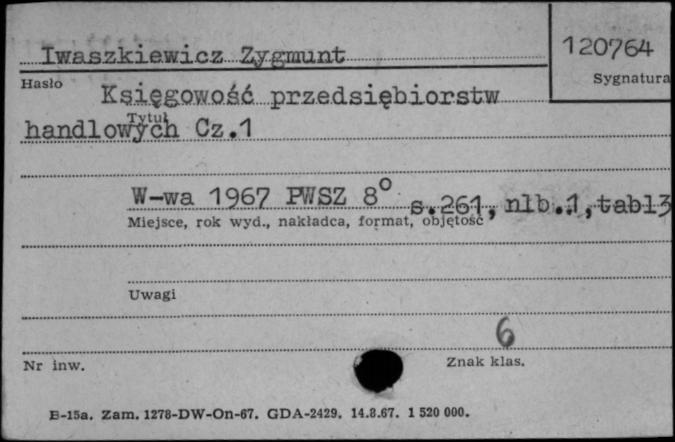 Iwaszkiewicz Zygmunt
120764
Hasło
Sygnatura
Księgowość przedsiębiorstw
Tytuł
handlowych Cz.1
W-wa 1967 PWSZ 8° s.261, nlb.1, tabl3
Miejsce, rok wyd., nakładca, format, objętość
Uwagi
6
Nr inw.
Znak klas.
B-15a. Zam. 1278-DW-On-67. GDA-2429. 14.8.67. 1 520 000.